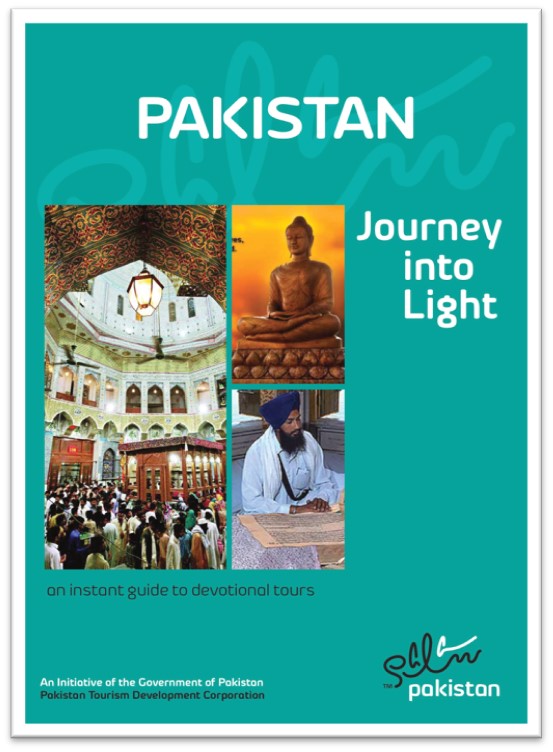 PAKISTAN
Journey
into
Light
an instant guide to devotional tours
An Initiative of the Government of Pakistan
Pakistan Tourism Development Corporation
TM
pakistan